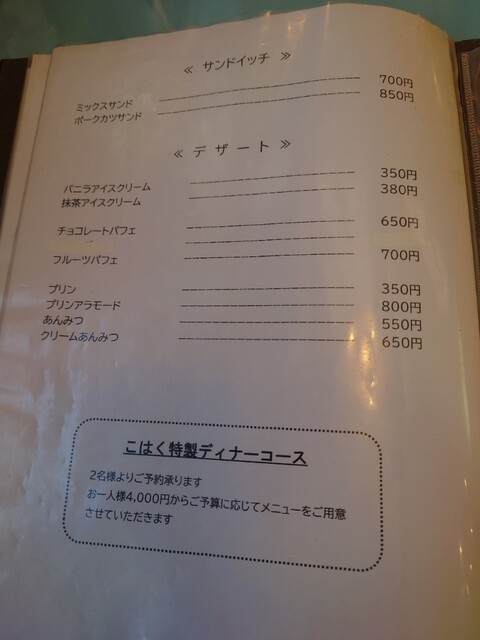 ≪ サンドイッチ ≫
ミックスサンド 700円
ポークカツサンド 850円
≪ デザート ≫
バニラアイスクリーム 350円
抹茶アイスクリーム 380円
チョコレートパフェ 650円
フルーツパフェ 700円
プリン 350円
プリンアラモード 800円
あんみつ 550円
クリームあんみつ 650円
こはく特製ディナーコース
2名様よりご予約承ります
お一人様4,000円からご予算に応じてメニューをご用意
させていただきます